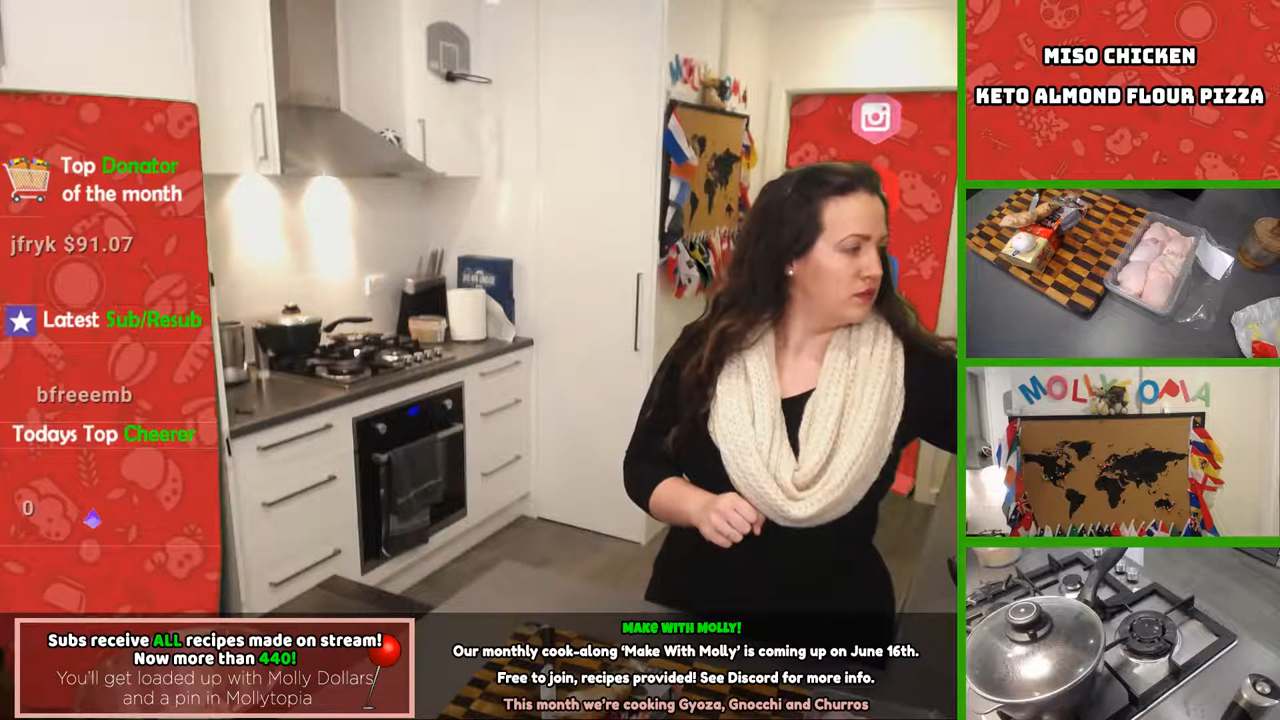 Top Donator
of the month
jfryk $91.07
Latest Sub/Resub
bfreeemb
Todays Top Cheerer
0
MISO CHICKEN
KETO ALMOND FLOUR PIZZA
MOLLYTOPIA
Subs receive ALL recipes made on stream!
Now more than 440!
You'll get loaded up with Molly Dollars
and a pin in Mollytopia
MAKE WITH MOLLY!
Our monthly cook-along 'Make With Molly' is coming up on June 16th.
Free to join, recipes provided! See Discord for more info.
This month we're cooking Gyoza, Gnocchi and Churros